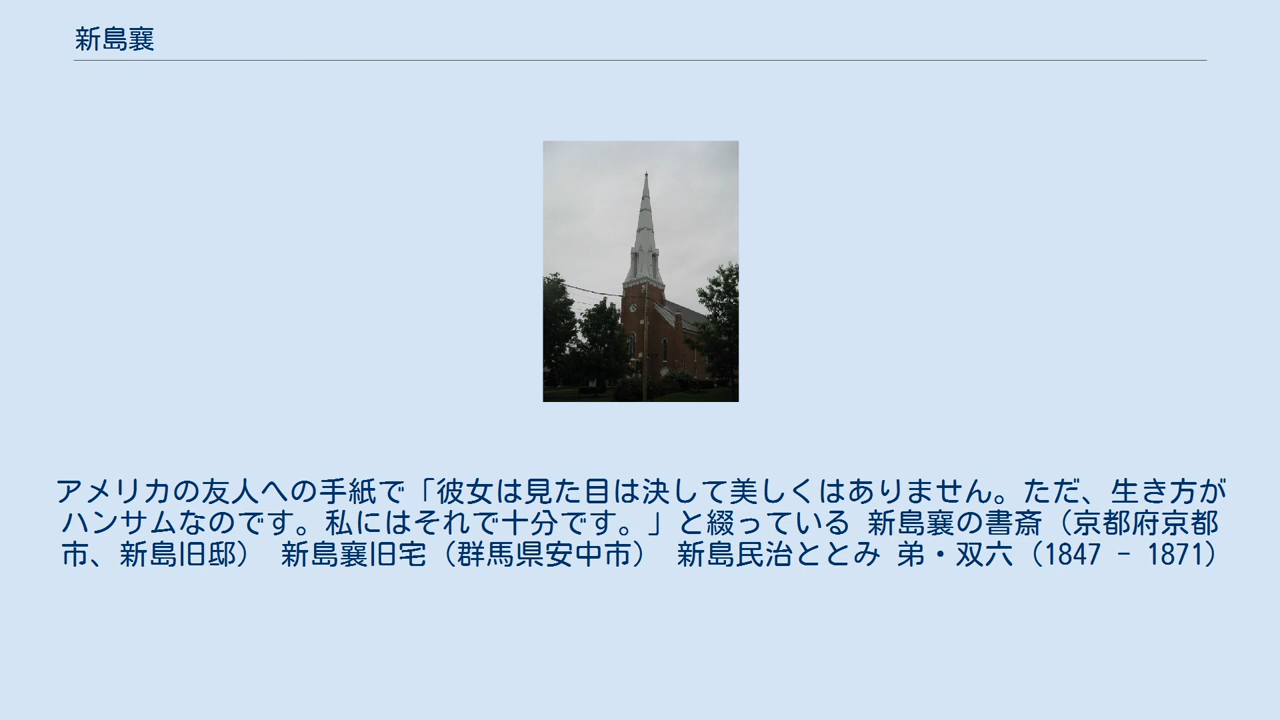 新島襄
アメリカの友人への手紙で「彼女は見た目は決して美しくはありません。ただ、生き方が
ハンサムなのです。私にはそれで十分です。」と綴っている 新島襄の書斎（京都府京都
市、新島旧邸） 新島襄旧宅（群馬県安中市） 新島民治ととみ 弟・双六（1847 - 1871）